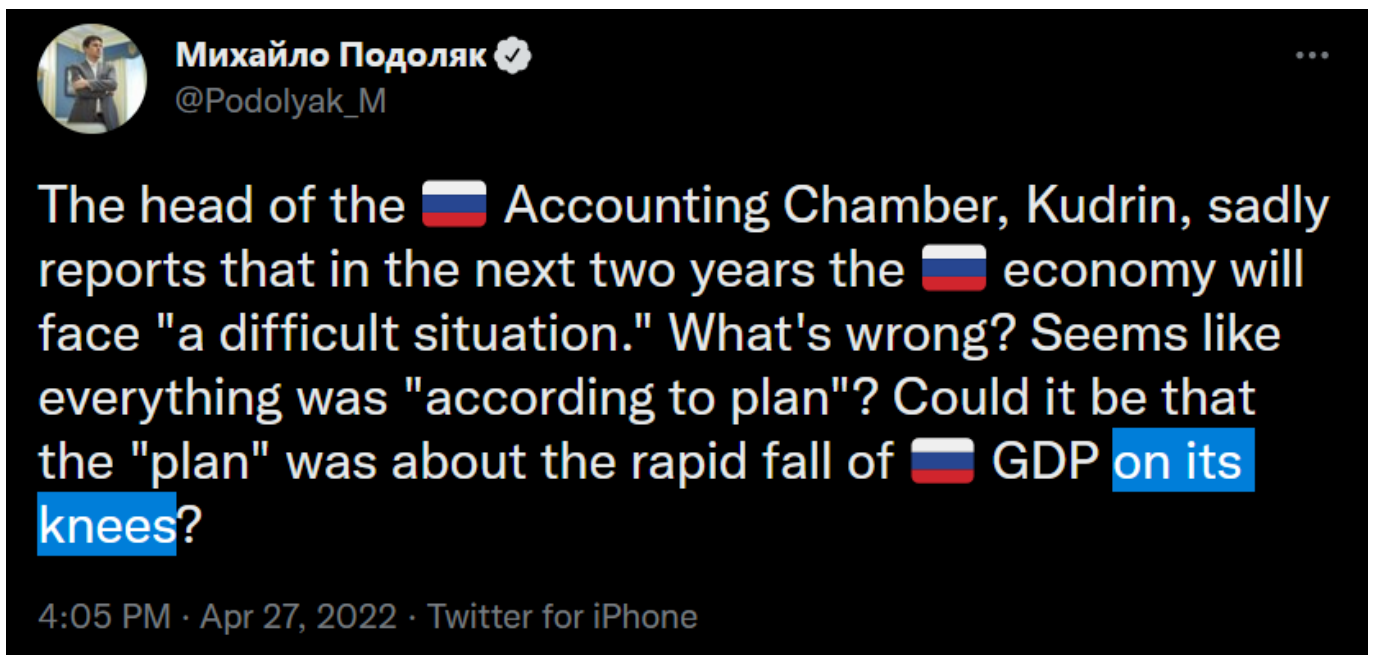 Михайло Подоляк
@Podolyak_M
The head of the 🇷🇺 Accounting Chamber, Kudrin, sadly
reports that in the next two years the 🇷🇺 economy will
face "a difficult situation." What's wrong? Seems like
everything was "according to plan"? Could it be that
the "plan" was about the rapid fall of 🇷🇺 GDP on its
knees?
4:05 PM · Apr 27, 2022 · Twitter for iPhone